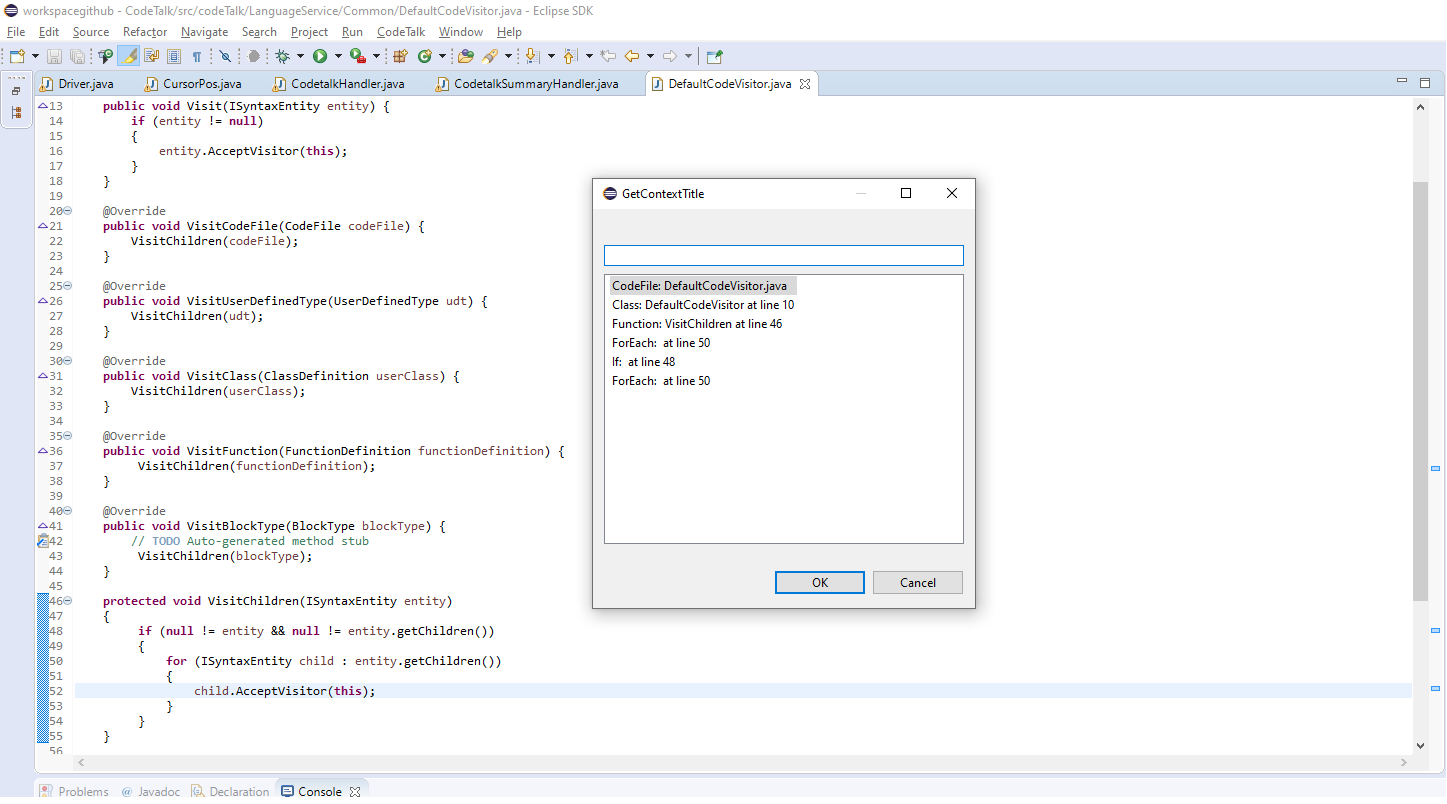 workspacegithub - CodeTalk/src/codeTalk/LanguageService/Common/DefaultCodeVisitor.java - Eclipse SDK
File Edit Source Refactor Navigate Search Project Run CodeTalk Window Help
Driver.java CursorPos.java CodetalkHandler.java CodetalkSummaryHandler.java DefaultCodeVisitor.java
13 public void Visit(ISyntaxEntity entity) {
14 if (entity != null)
15 {
16 entity.AcceptVisitor(this);
17 }
18 }
19
20 @Override
21 public void VisitCodeFile(CodeFile codeFile) {
22 VisitChildren(codeFile);
23 }
24
25 @Override
26 public void VisitUserDefinedType(UserDefinedType udt) {
27 VisitChildren(udt);
28 }
29
30 @Override
31 public void VisitClass(ClassDefinition userClass) {
32 VisitChildren(userClass);
33 }
34
35 @Override
36 public void VisitFunction(FunctionDefinition functionDefinition) {
37 VisitChildren(functionDefinition);
38 }
39
40 @Override
41 public void VisitBlockType(BlockType blockType) {
42 // TODO Auto-generated method stub
43 VisitChildren(blockType);
44 }
45
46 protected void VisitChildren(ISyntaxEntity entity)
47 {
48 if (null != entity && null != entity.getChildren())
49 {
50 for (ISyntaxEntity child : entity.getChildren())
51 {
52 child.AcceptVisitor(this);
53 }
54 }
55 }
56
GetContextTitle
CodeFile: DefaultCodeVisitor.java
Class: DefaultCodeVisitor at line 10
Function: VisitChildren at line 46
ForEach:  at line 50
If:  at line 48
ForEach:  at line 50
OK Cancel
Problems @ Javadoc Declaration Console